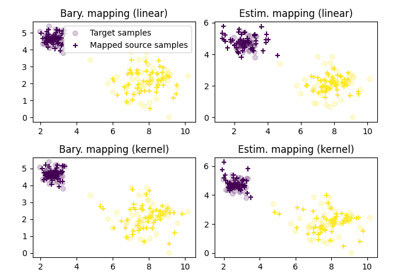 Bary. mapping (linear)
Estim. mapping (linear)
Target samples
Mapped source samples
5
4
3
2
1
0
2 4 6 8 10
6
4
2
0
2 4 6 8 10
Bary. mapping (kernel)
Estim. mapping (kernel)
5
4
3
2
1
0
2 4 6 8 10
6
4
2
0
2 4 6 8 10